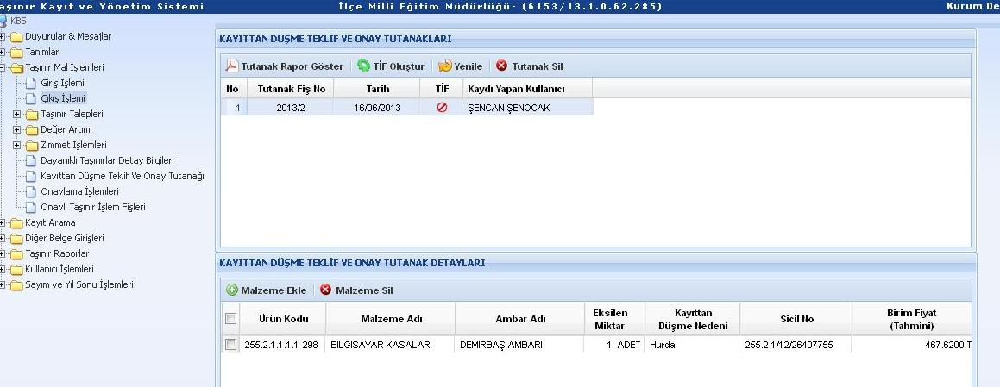 aşınır Kayıt ve Yönetim Sistemi
İlçe Milli Eğitim Müdürlüğü- (6153/13.1.0.62.285)
Kurum De
KBS
Duyurular & Mesajlar
Tanımlar
Taşınır Mal İşlemleri
Giriş İşlemi
Çıkış İşlemi
Taşınır Talepleri
Değer Artımı
Zimmet İşlemleri
Dayanıklı Taşınırlar Detay Bilgileri
Kayıttan Düşme Teklif Ve Onay Tutanağı
Onaylama İşlemleri
Onaylı Taşınır İşlem Fişleri
Kayıt Arama
Diğer Belge Girişleri
Taşınır Raporlar
Kullanıcı İşlemleri
Sayım ve Yıl Sonu İşlemleri
KAYITTAN DÜŞME TEKLİF VE ONAY TUTANAKLARI
Tutanak Rapor Göster TİF Oluştur Yenile Tutanak Sil
No Tutanak Fiş No Tarih TİF Kaydı Yapan Kullanıcı
1 2013/2 16/06/2013 ŞENCAN ŞENOCAK
KAYITTAN DÜŞME TEKLİF VE ONAY TUTANAK DETAYLARI
Malzeme Ekle Malzeme Sil
Ürün Kodu Malzeme Adı Ambar Adı Eksilen Miktar Kayıttan Düşme Nedeni Sicil No Birim Fiyat (Tahmini)
255.2.1.1.1.1-298 BİLGİSAYAR KASALARI DEMİRBAŞ AMBARI 1 ADET Hurda 255.2.1/12/26407755 467.6200 T